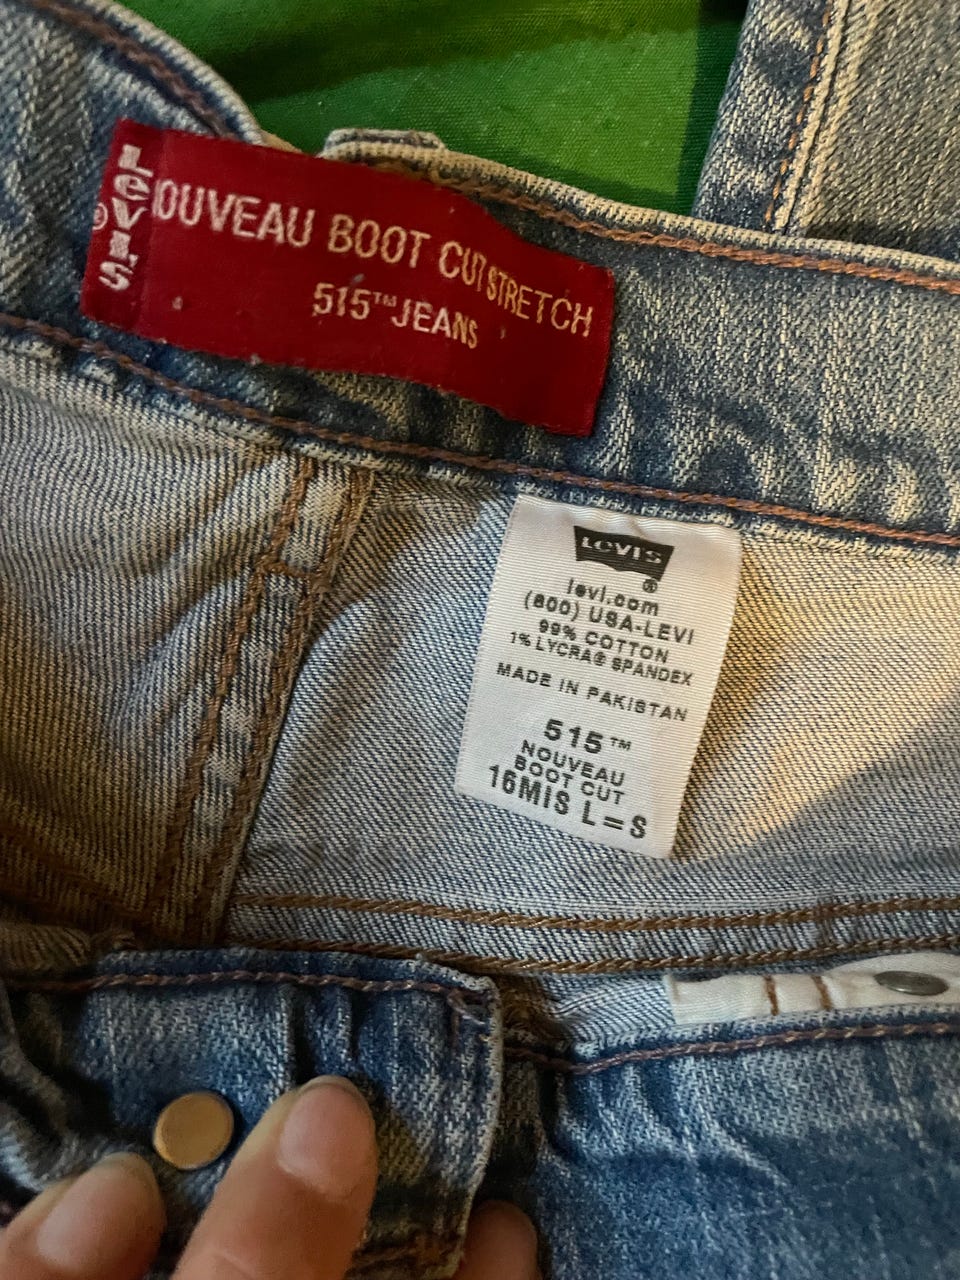 LEVI'S
®
NOUVEAU BOOT CUT STRETCH
515™ JEANS
LEVI'S
®
levi.com
(800) USA-LEVI
99% COTTON
1% LYCRA® SPANDEX
MADE IN PAKISTAN
515™
NOUVEAU
BOOT CUT
16MIS L=S